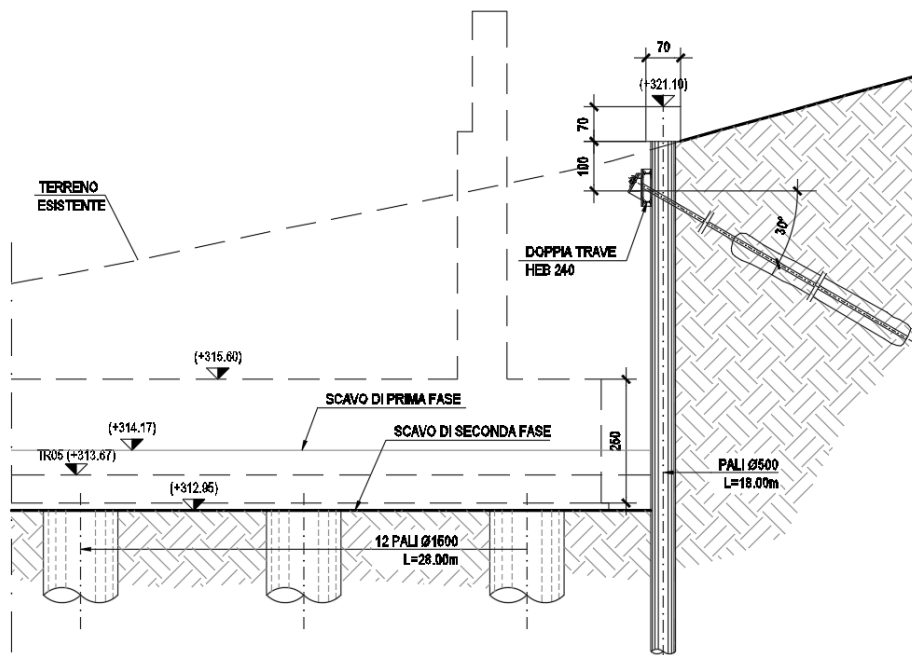 70
(+321.10)
70
100
TERRENO
ESISTENTE
30°
DOPPIA TRAVE
HEB 240
(+315.60)
SCAVO DI PRIMA FASE
(+314.17)
SCAVO DI SECONDA FASE
250
TR05 (+313.67)
PALI Ø500
L=18.00m
(+312.95)
12 PALI Ø1500
L=28.00m